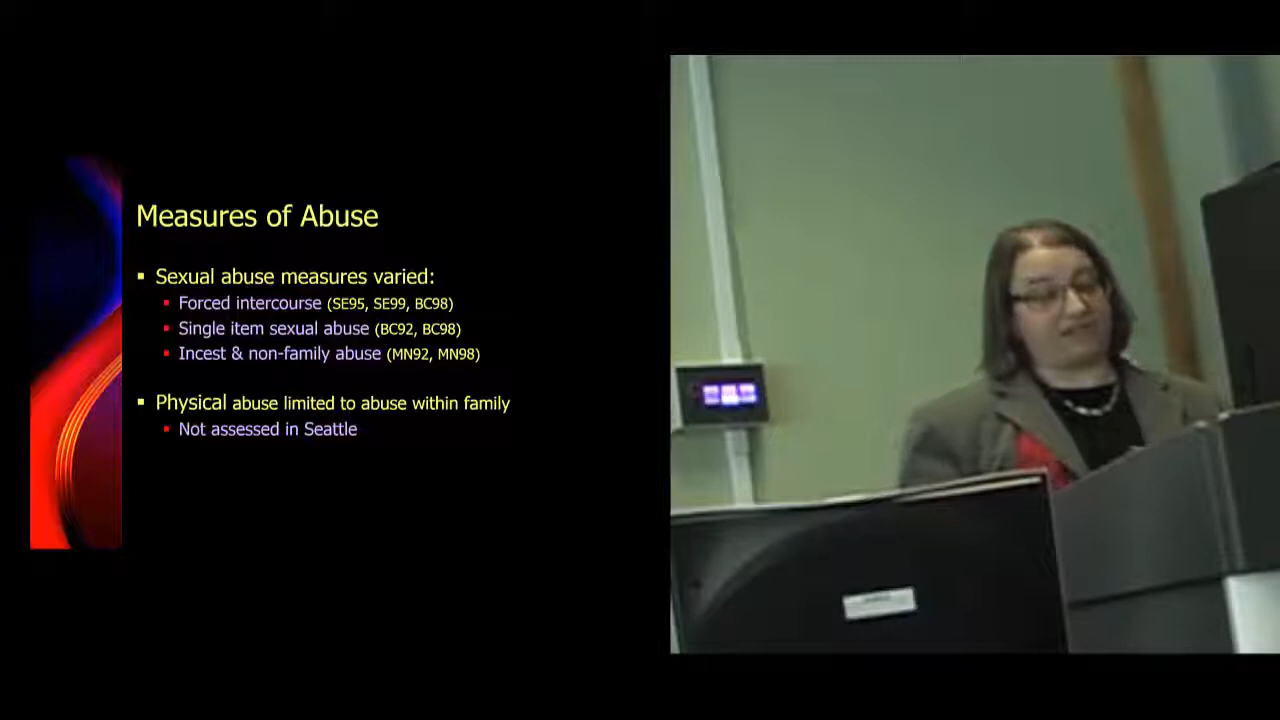 Measures of Abuse
▪ Sexual abuse measures varied:
▪ Forced intercourse (SE95, SE99, BC98)
▪ Single item sexual abuse (BC92, BC98)
▪ Incest & non-family abuse (MN92, MN98)
▪ Physical abuse limited to abuse within family
▪ Not assessed in Seattle